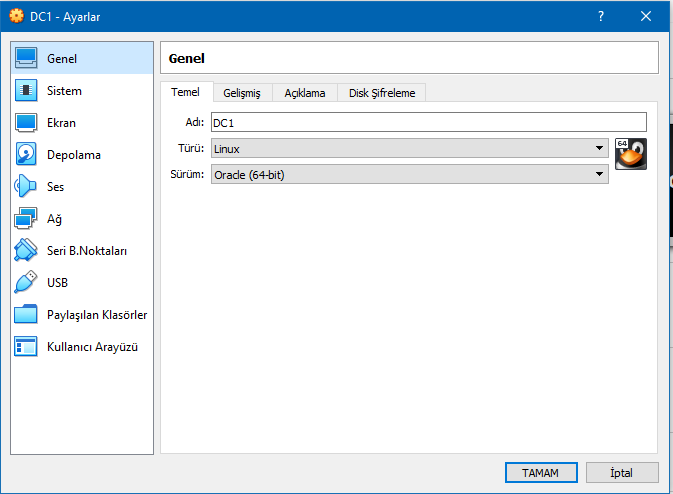 DC1 - Ayarlar
?
Genel
Sistem
Ekran
Depolama
Ses
Ağ
Seri B.Noktaları
USB
Paylaşılan Klasörler
Kullanıcı Arayüzü
Genel
Temel Gelişmiş Açıklama Disk Şifreleme
Adı: DC1
Türü: Linux
64
Sürüm: Oracle (64-bit)
TAMAM İptal